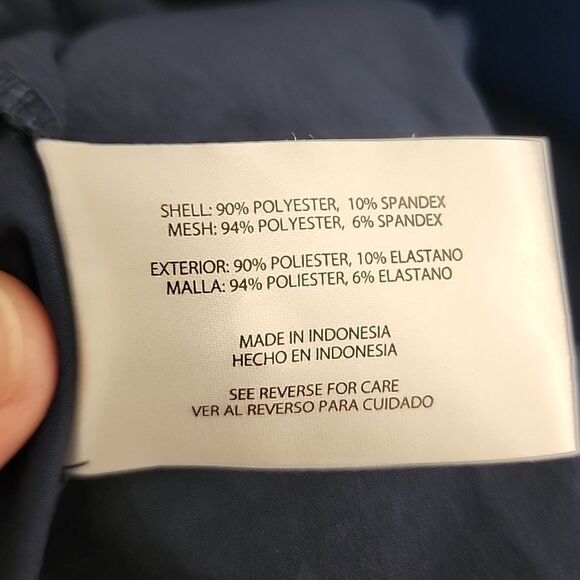 SHELL: 90% POLYESTER, 10% SPANDEX
MESH: 94% POLYESTER, 6% SPANDEX
EXTERIOR: 90% POLIESTER, 10% ELASTANO
MALLA: 94% POLIESTER, 6% ELASTANO
MADE IN INDONESIA
HECHO EN INDONESIA
SEE REVERSE FOR CARE
VER AL REVERSO PARA CUIDADO